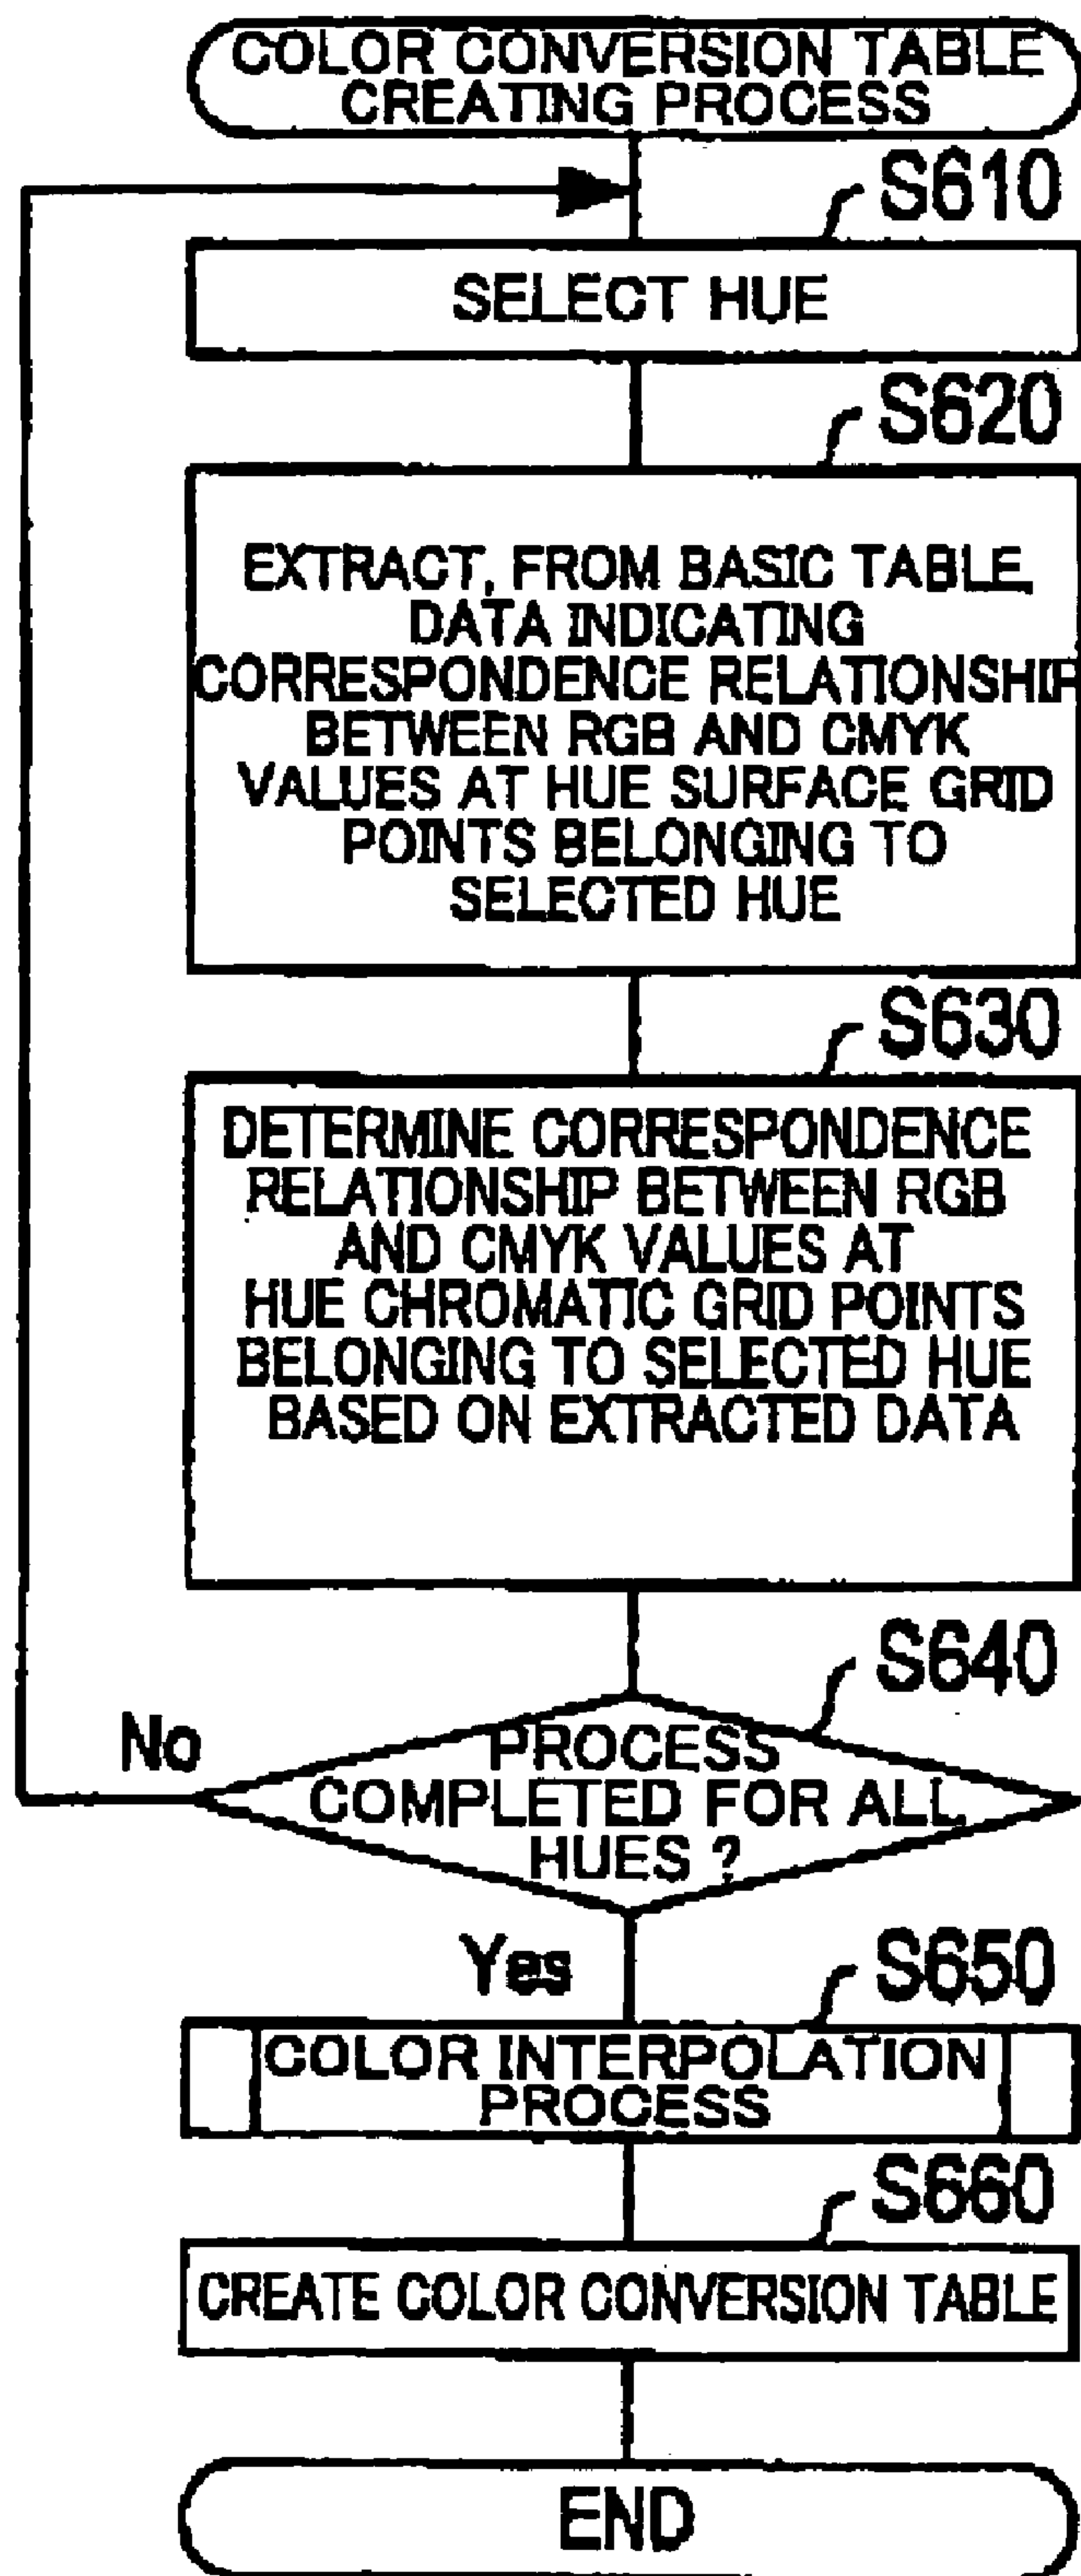 COLOR CONVERSION TABLE
CREATING PROCESS
S610
SELECT HUE
S620
EXTRACT, FROM BASIC TABLE,
DATA INDICATING
CORRESPONDENCE RELATIONSHIP
BETWEEN RGB AND CMYK
VALUES AT HUE SURFACE GRID
POINTS BELONGING TO
SELECTED HUE
S630
DETERMINE CORRESPONDENCE
RELATIONSHIP BETWEEN RGB
AND CMYK VALUES AT
HUE CHROMATIC GRID POINTS
BELONGING TO SELECTED HUE
BASED ON EXTRACTED DATA
S640
No
PROCESS
COMPLETED FOR ALL
HUES ?
Yes
S650
COLOR INTERPOLATION
PROCESS
S660
CREATE COLOR CONVERSION TABLE
END